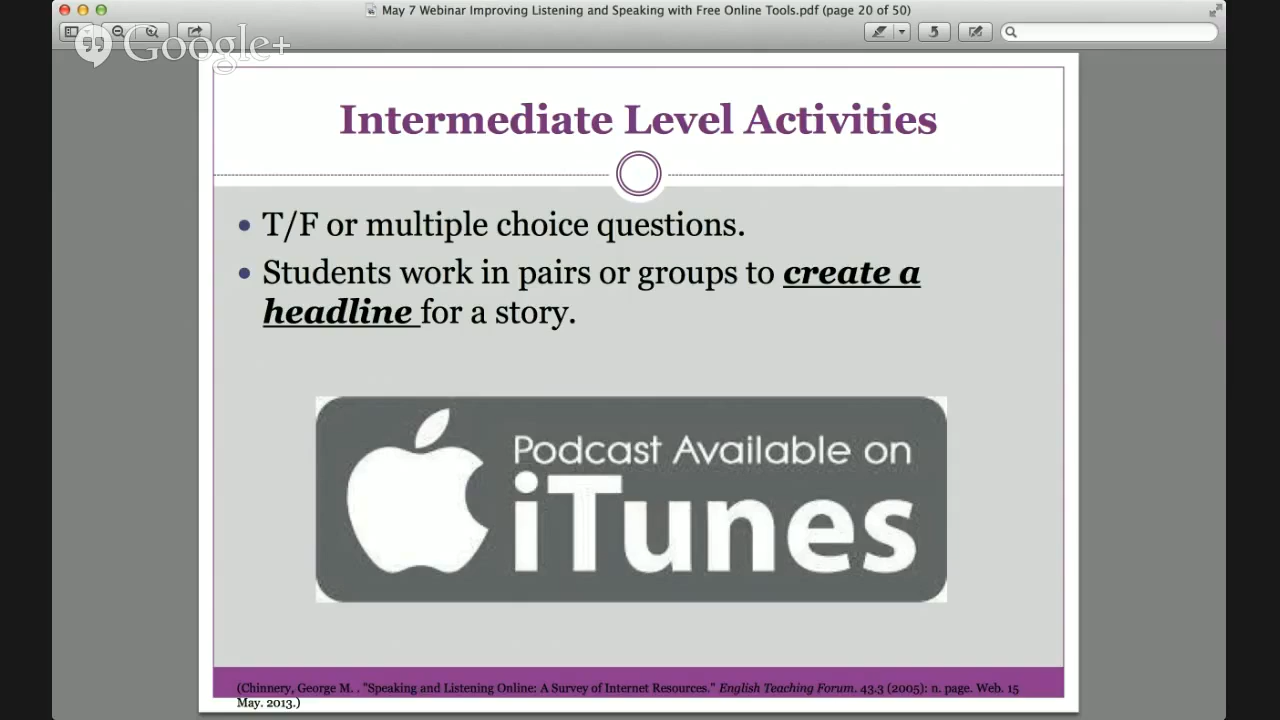 May 7 Webinar Improving Listening and Speaking with Free Online Tools.pdf (page 20 of 50)
Google+
Intermediate Level Activities
• T/F or multiple choice questions.
• Students work in pairs or groups to create a
headline for a story.
Podcast Available on
iTunes
(Chinnery, George M. . "Speaking and Listening Online: A Survey of Internet Resources." English Teaching Forum. 43.3 (2005): n. page. Web. 15
May. 2013.)